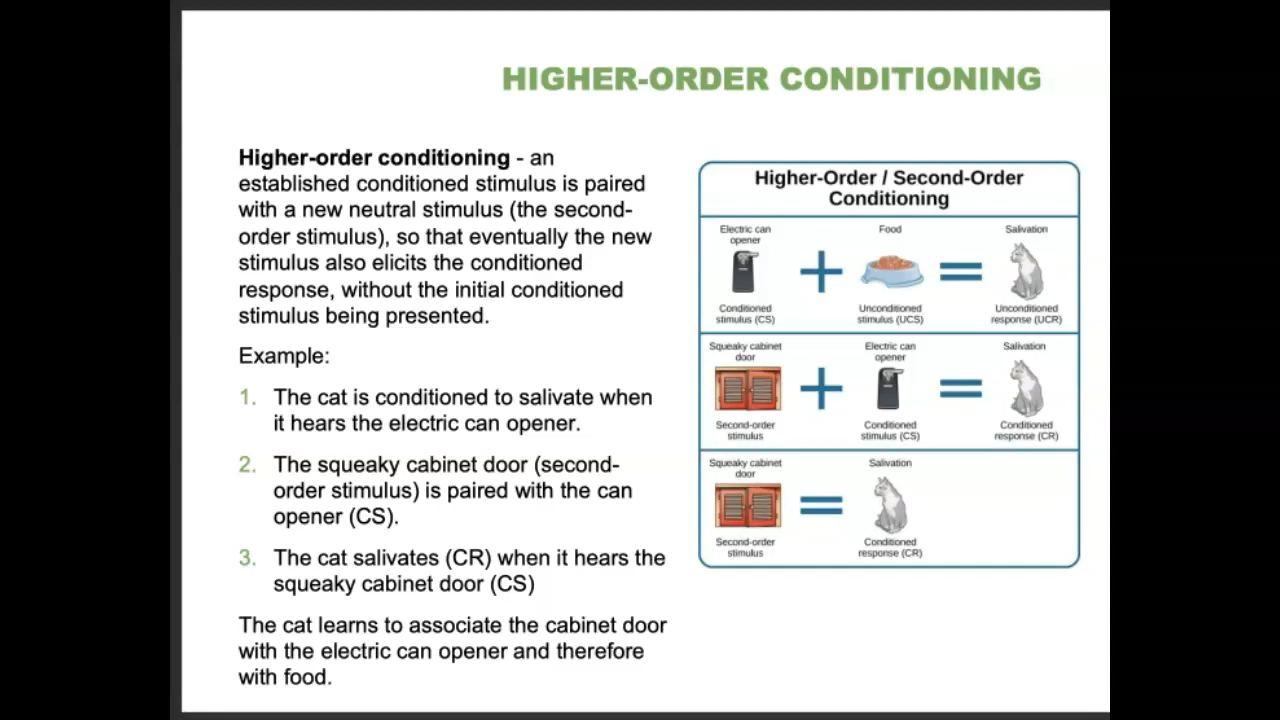 HIGHER-ORDER CONDITIONING
Higher-order conditioning - an
established conditioned stimulus is paired
with a new neutral stimulus (the second-
order stimulus), so that eventually the new
stimulus also elicits the conditioned
response, without the initial conditioned
stimulus being presented.
Example:
1. The cat is conditioned to salivate when
it hears the electric can opener.
2. The squeaky cabinet door (second-
order stimulus) is paired with the can
opener (CS).
3. The cat salivates (CR) when it hears the
squeaky cabinet door (CS)
The cat learns to associate the cabinet door
with the electric can opener and therefore
with food.
Higher-Order / Second-Order
Conditioning
Electric can
opener
Food
Salivation
+
=
Conditioned
stimulus (CS)
Unconditioned
stimulus (UCS)
Unconditioned
response (UCR)
Squeaky cabinet
door
Electric can
opener
Salivation
+
=
Second-order
stimulus
Conditioned
stimulus (CS)
Conditioned
response (CR)
Squeaky cabinet
door
Salivation
=
Second-order
stimulus
Conditioned
response (CR)